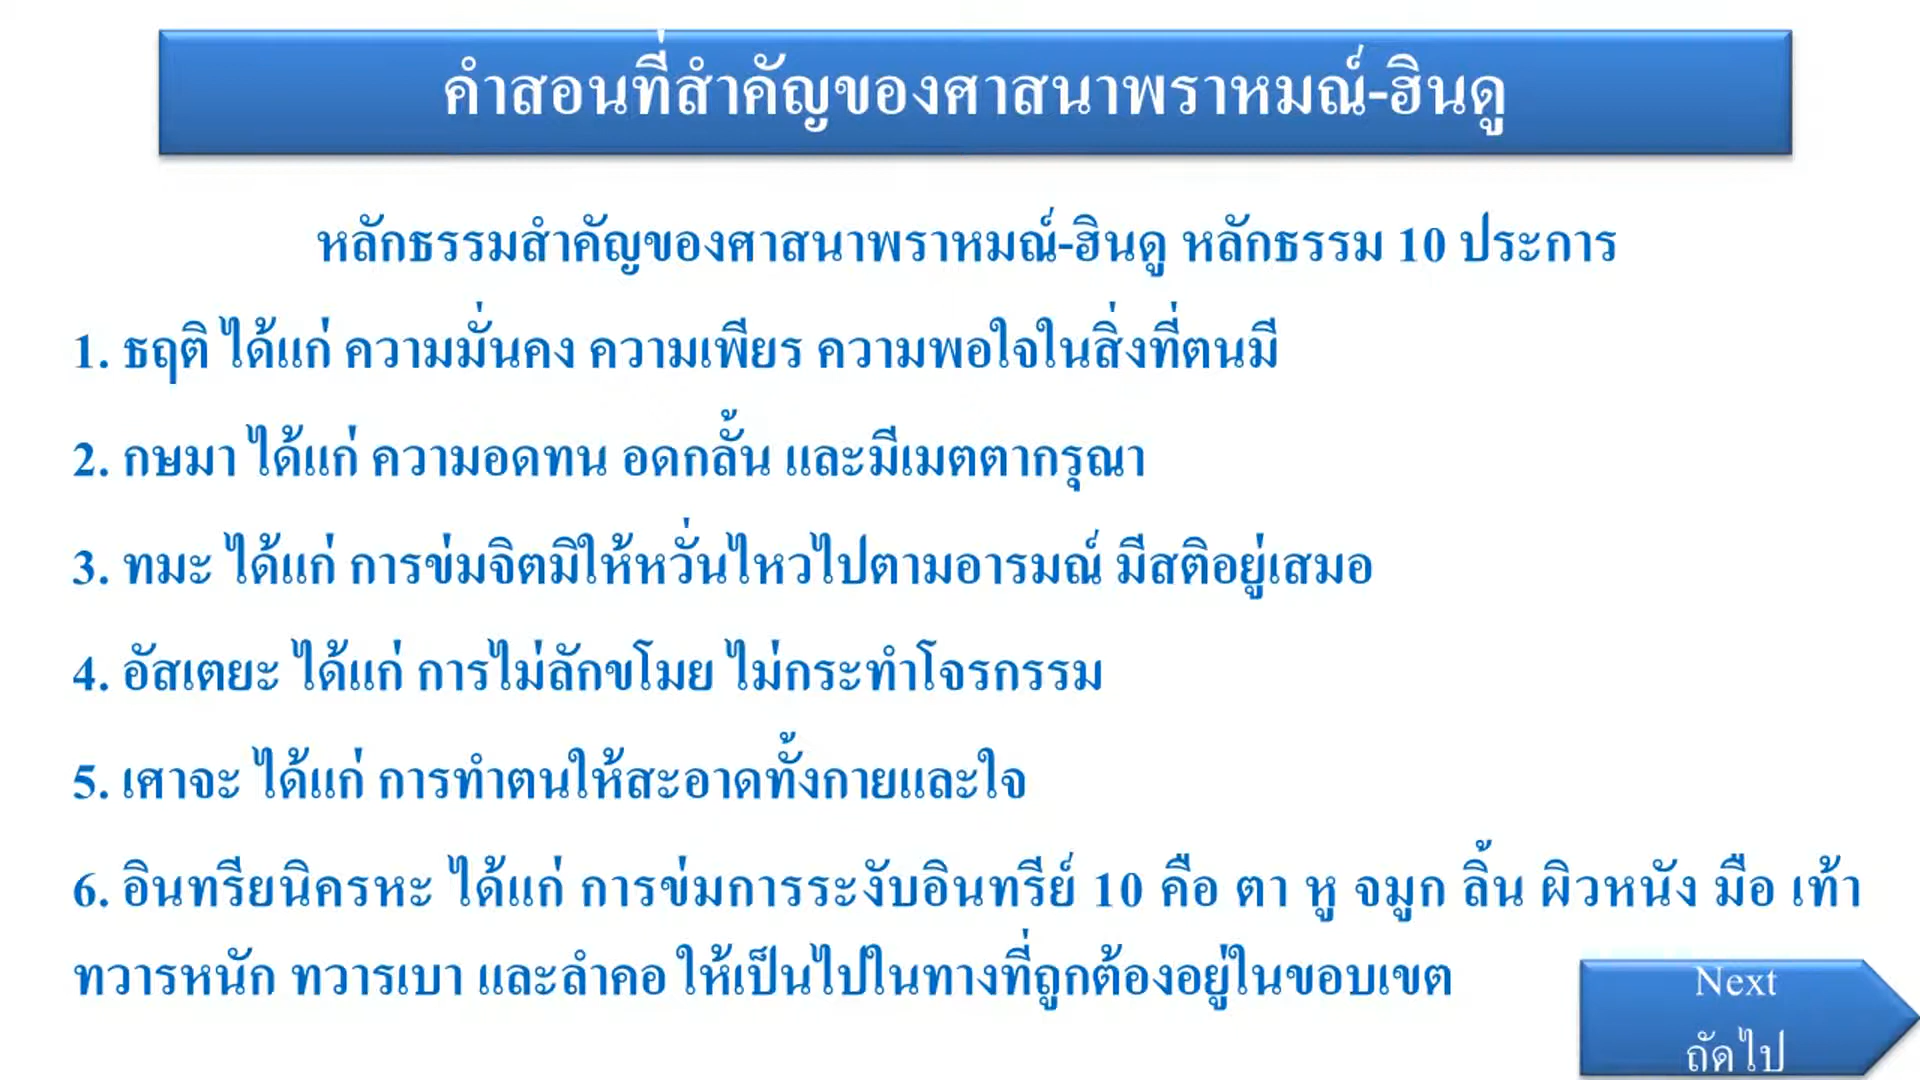 คำสอนที่สำคัญของศาสนาพราหมณ์-ฮินดู
หลักธรรมสำคัญของศาสนาพราหมณ์-ฮินดู หลักธรรม 10 ประการ
1. ธฤติ ได้แก่ ความมั่นคง ความเพียร ความพอใจในสิ่งที่ตนมี
2. กษมา ได้แก่ ความอดทน อดกลั้น และมีเมตตากรุณา
3. ทมะ ได้แก่ การข่มจิตมิให้หวั่นไหวไปตามอารมณ์ มีสติอยู่เสมอ
4. อัสเตยะ ได้แก่ การไม่ลักขโมย ไม่กระทำโจรกรรม
5. เศาจะ ได้แก่ การทำตนให้สะอาดทั้งกายและใจ
6. อินทรียนิครหะ ได้แก่ การข่มการระงับอินทรีย์ 10 คือ ตา หู จมูก ลิ้น ผิวหนัง มือ เท้า
ทวารหนัก ทวารเบา และลำคอ ให้เป็นไปในทางที่ถูกต้องอยู่ในขอบเขต
Next
ถัดไป